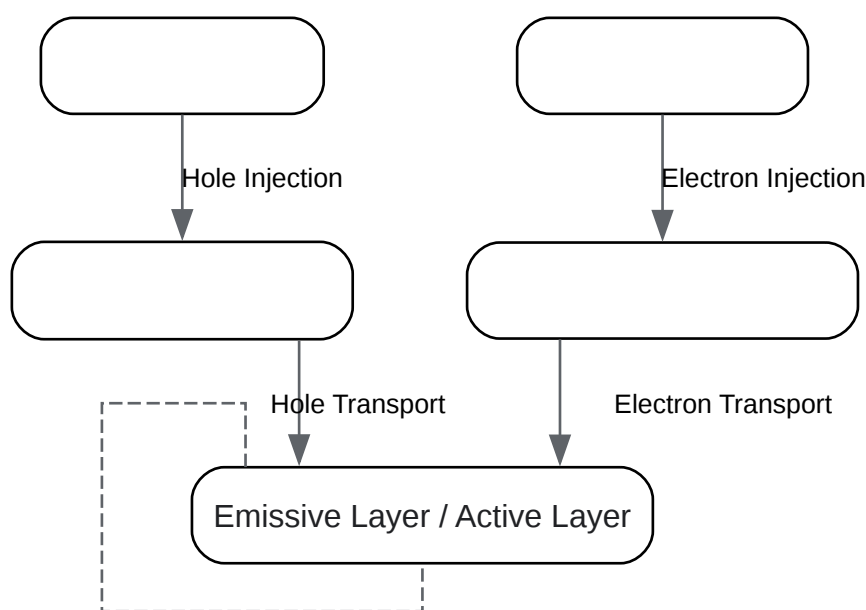 Hole Injection
Electron Injection
Hole Transport
Electron Transport
Emissive Layer / Active Layer